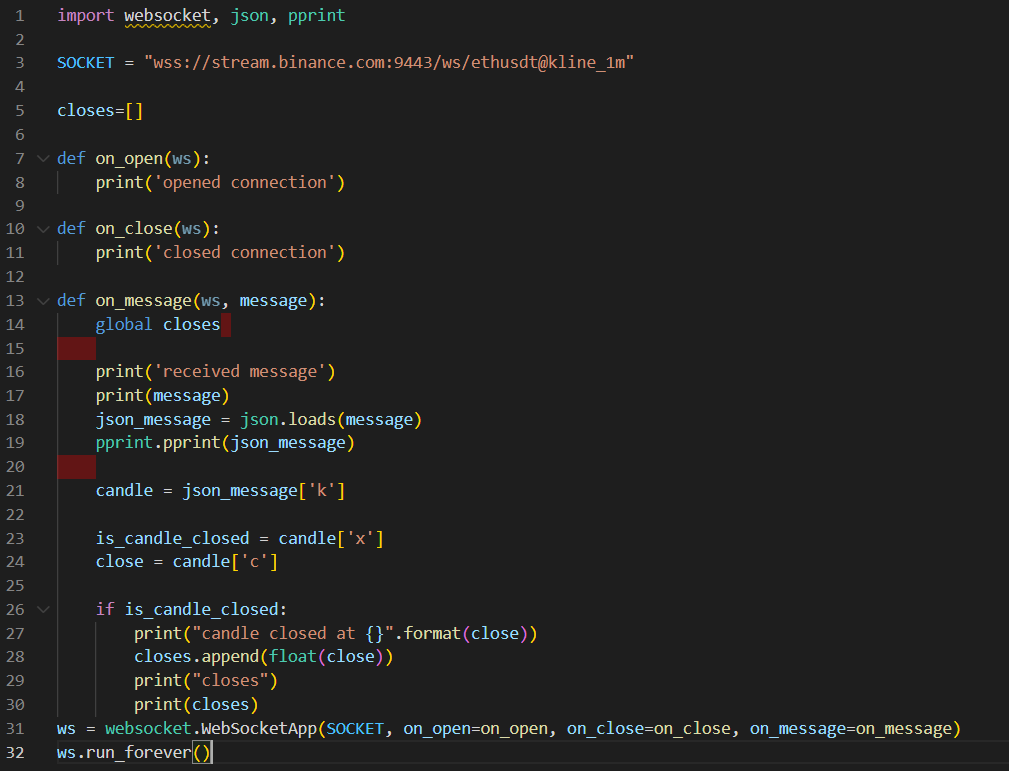 1 import websocket, json, pprint
2
3 SOCKET = "wss://stream.binance.com:9443/ws/ethusdt@kline_1m"
4
5 closes=[]
6
7 def on_open(ws):
8     print('opened connection')
9
10 def on_close(ws):
11     print('closed connection')
12
13 def on_message(ws, message):
14     global closes
15
16     print('received message')
17     print(message)
18     json_message = json.loads(message)
19     pprint.pprint(json_message)
20
21     candle = json_message['k']
22
23     is_candle_closed = candle['x']
24     close = candle['c']
25
26     if is_candle_closed:
27         print("candle closed at {}".format(close))
28         closes.append(float(close))
29         print("closes")
30         print(closes)
31 ws = websocket.WebSocketApp(SOCKET, on_open=on_open, on_close=on_close, on_message=on_message)
32 ws.run_forever()